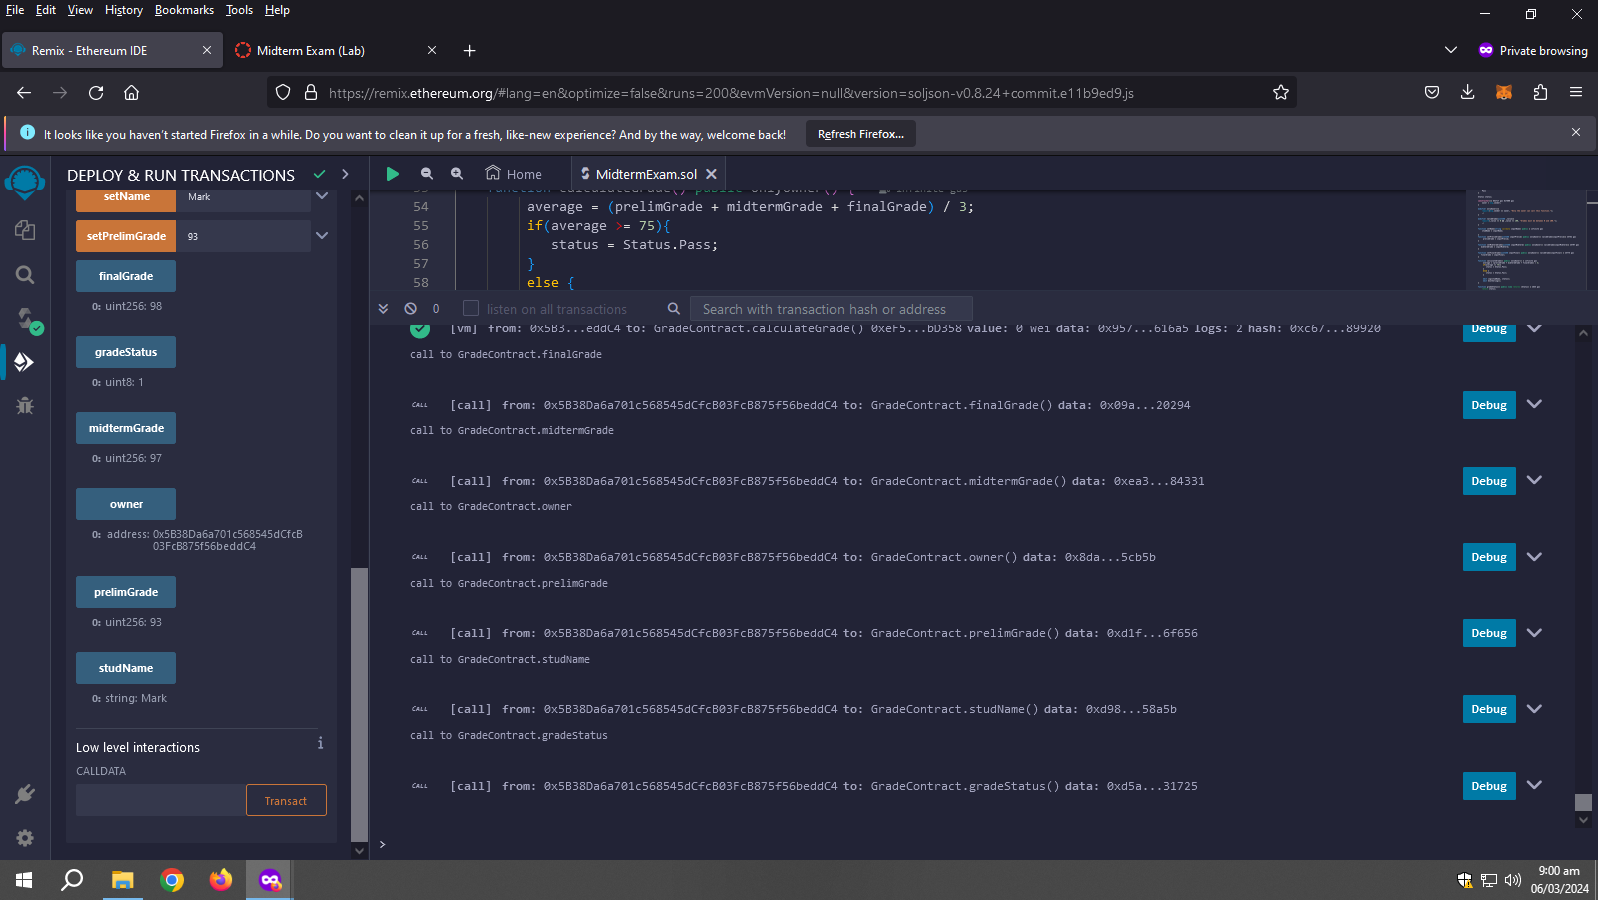 File Edit View History Bookmarks Tools Help
Remix - Ethereum IDE
Midterm Exam (Lab)
Private browsing
https://remix.ethereum.org/#lang=en&optimize=false&runs=200&evmVersion=null&version=soljson-v0.8.24+commit.e11b9ed9.js
It looks like you haven't started Firefox in a while. Do you want to clean it up for a fresh, like-new experience? And by the way, welcome back!
Refresh Firefox...
DEPLOY & RUN TRANSACTIONS
setName Mark
setPrelimGrade 93
finalGrade
0: uint256: 98
gradeStatus
0: uint8: 1
midtermGrade
0: uint256: 97
owner
0: address: 0x5B38Da6a701c568545dCfcB
03FcB875f56beddC4
prelimGrade
0: uint256: 93
studName
0: string: Mark
Low level interactions
CALLDATA
Transact
Home
MidtermExam.sol
function calculateGrade() public onlyOwner() { infinite gas
54 average = (prelimGrade + midtermGrade + finalGrade) / 3;
55 if(average >= 75){
56 status = Status.Pass;
57 }
58 else {
0
listen on all transactions
Search with transaction hash or address
[vm] from: 0x5B3...eddC4 to: GradeContract.calculateGrade() 0xeF5...bD358 value: 0 wei data: 0x957...616a5 logs: 2 hash: 0xc67...89920
Debug
call to GradeContract.finalGrade
CALL [call] from: 0x5B38Da6a701c568545dCfcB03FcB875f56beddC4 to: GradeContract.finalGrade() data: 0x09a...20294
Debug
call to GradeContract.midtermGrade
CALL [call] from: 0x5B38Da6a701c568545dCfcB03FcB875f56beddC4 to: GradeContract.midtermGrade() data: 0xea3...84331
Debug
call to GradeContract.owner
CALL [call] from: 0x5B38Da6a701c568545dCfcB03FcB875f56beddC4 to: GradeContract.owner() data: 0x8da...5cb5b
Debug
call to GradeContract.prelimGrade
CALL [call] from: 0x5B38Da6a701c568545dCfcB03FcB875f56beddC4 to: GradeContract.prelimGrade() data: 0xd1f...6f656
Debug
call to GradeContract.studName
CALL [call] from: 0x5B38Da6a701c568545dCfcB03FcB875f56beddC4 to: GradeContract.studName() data: 0xd98...58a5b
Debug
call to GradeContract.gradeStatus
CALL [call] from: 0x5B38Da6a701c568545dCfcB03FcB875f56beddC4 to: GradeContract.gradeStatus() data: 0xd5a...31725
Debug
>
9:00 am
06/03/2024